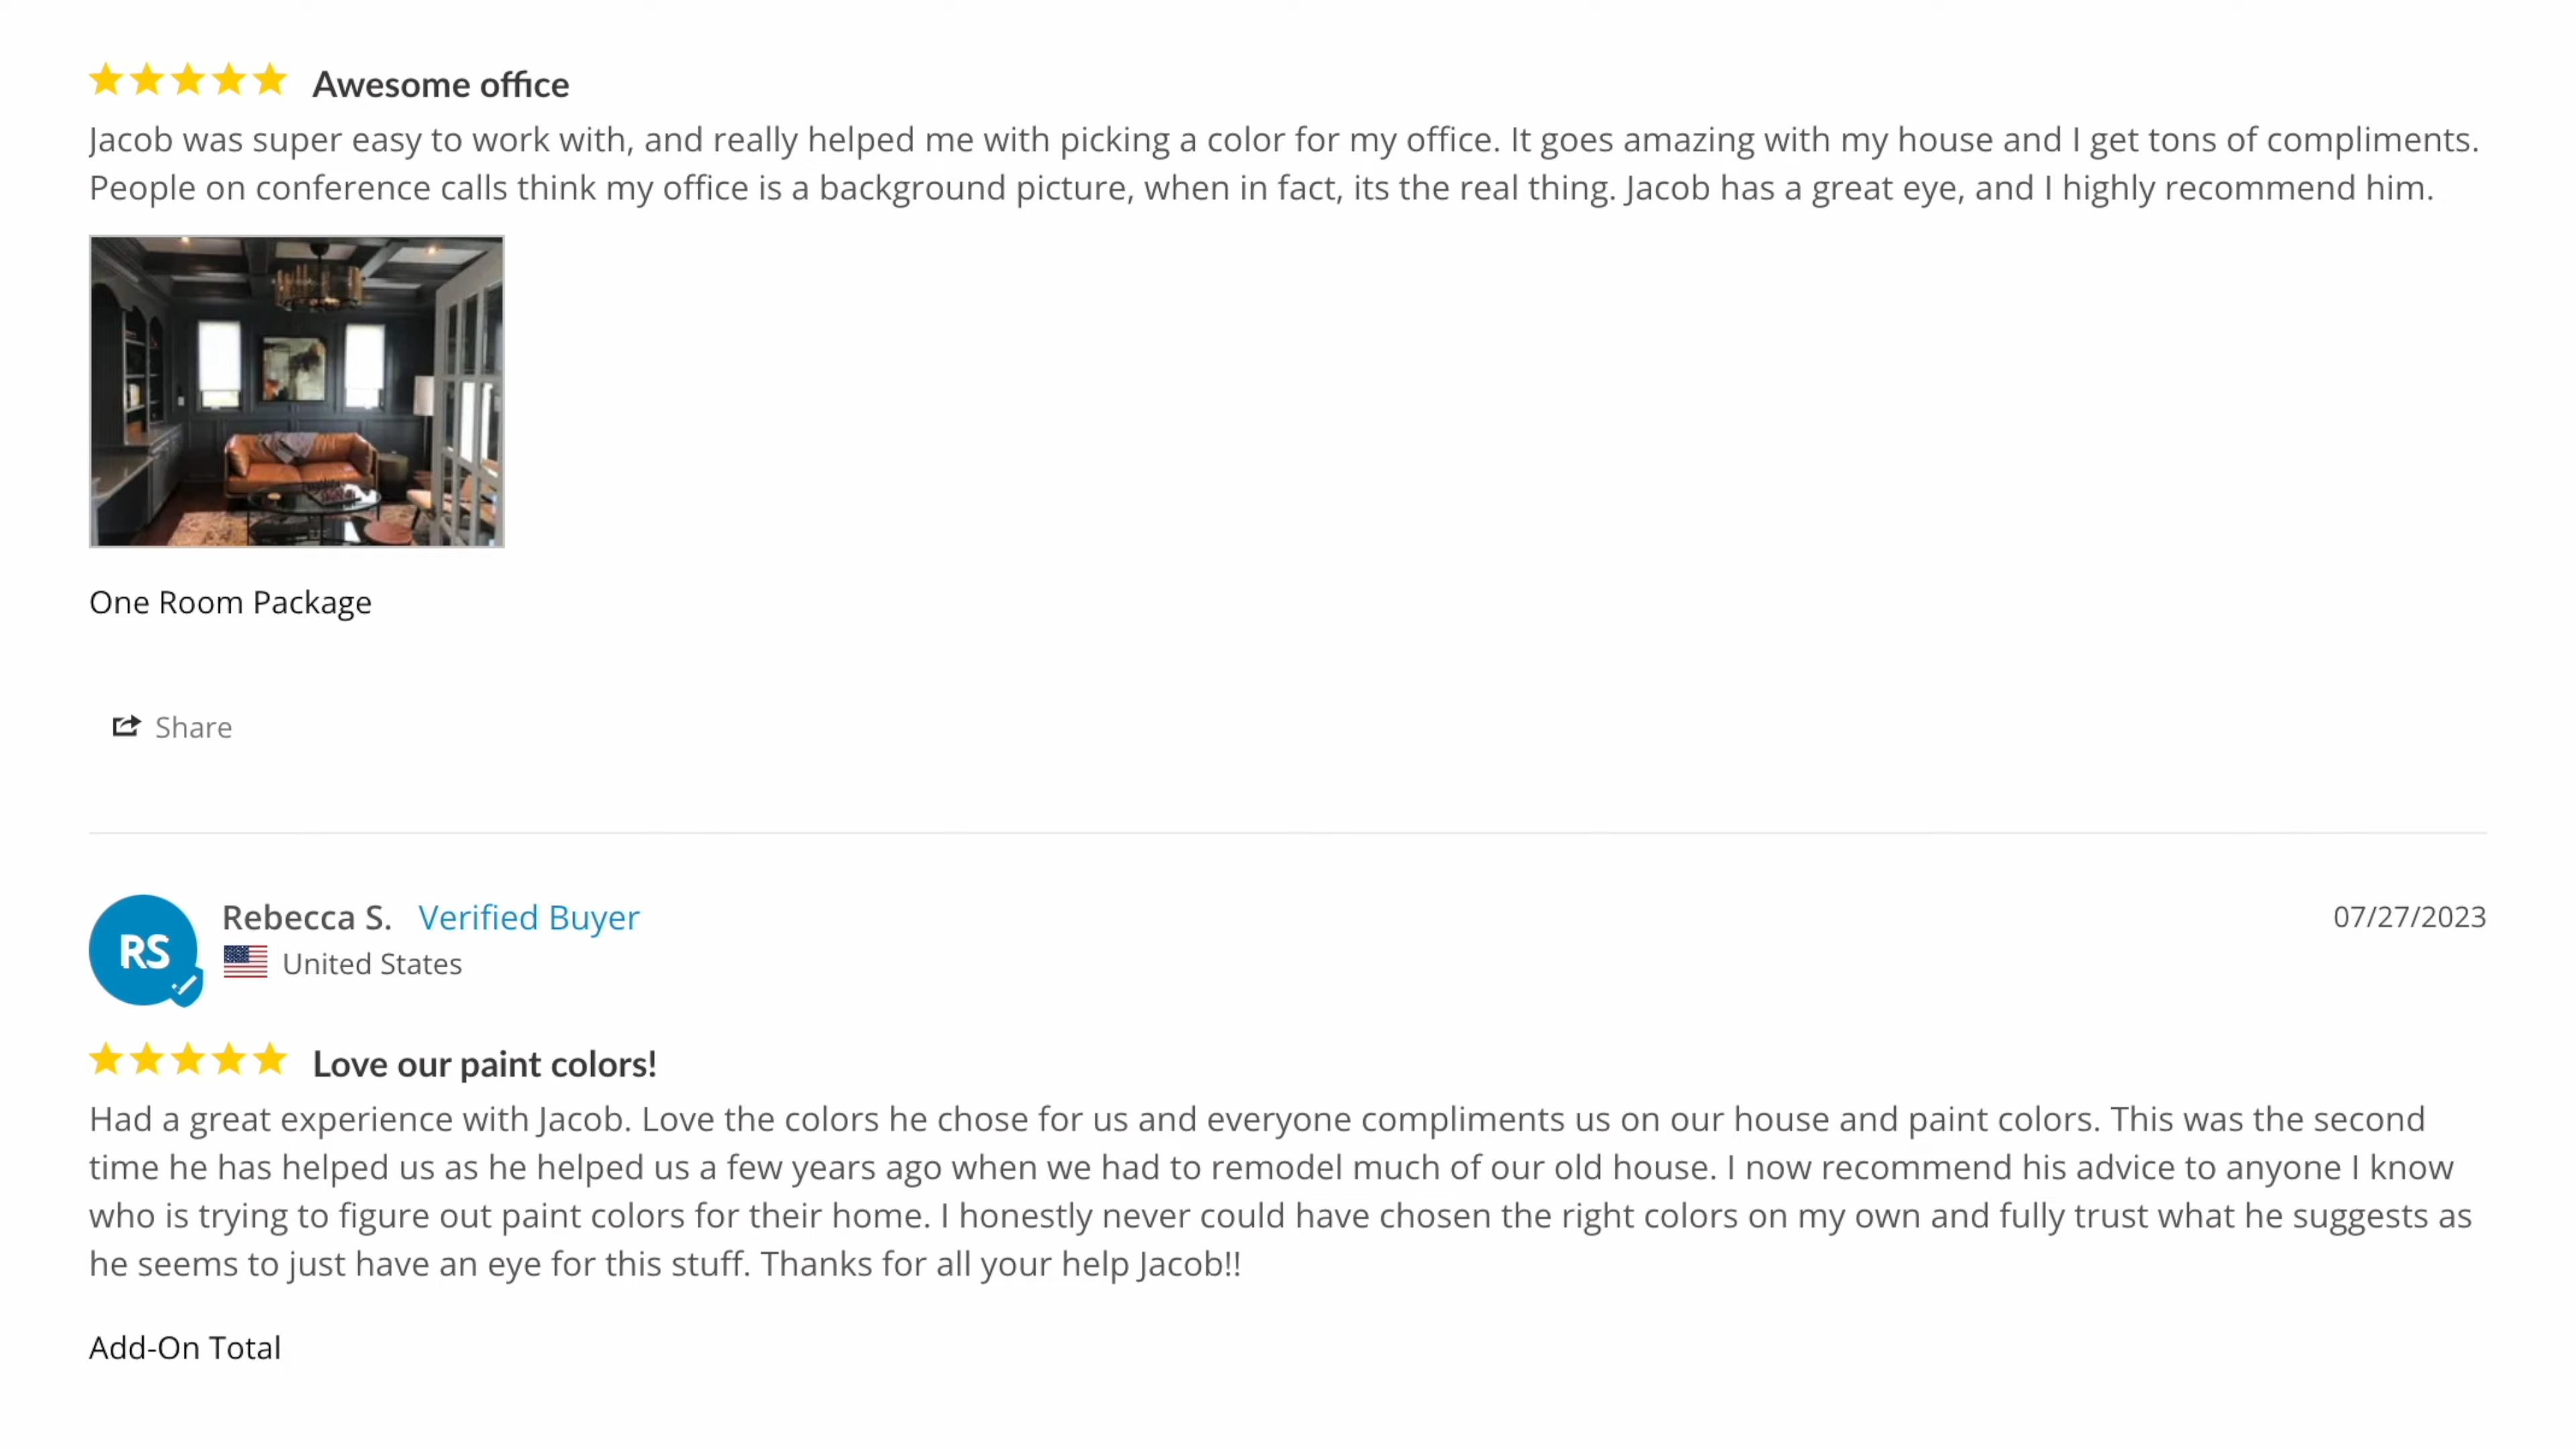 Awesome office
Jacob was super easy to work with, and really helped me with picking a color for my office. It goes amazing with my house and I get tons of compliments.
People on conference calls think my office is a background picture, when in fact, its the real thing. Jacob has a great eye, and I highly recommend him.
One Room Package
Share
RS
Rebecca S. Verified Buyer
07/27/2023
United States
Love our paint colors!
Had a great experience with Jacob. Love the colors he chose for us and everyone compliments us on our house and paint colors. This was the second
time he has helped us as he helped us a few years ago when we had to remodel much of our old house. I now recommend his advice to anyone I know
who is trying to figure out paint colors for their home. I honestly never could have chosen the right colors on my own and fully trust what he suggests as
he seems to just have an eye for this stuff. Thanks for all your help Jacob!!
Add-On Total